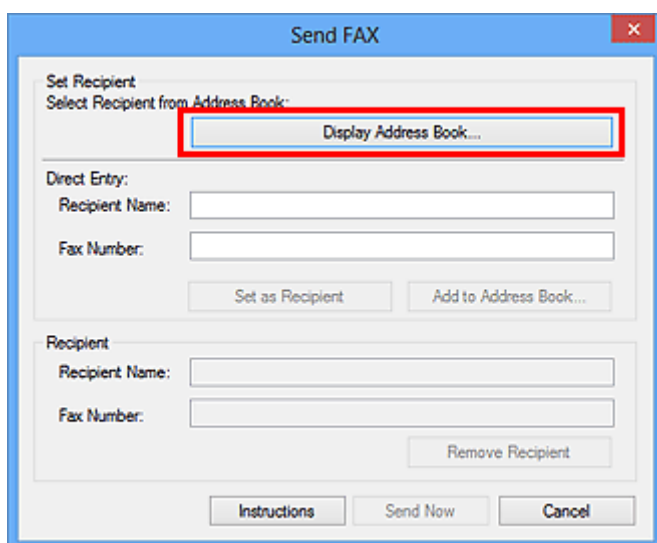 Send FAX
Set Recipient
Select Recipient from Address Book:
Display Address Book...
Direct Entry:
Recipient Name:
Fax Number:
Set as Recipient
Add to Address Book...
Recipient
Recipient Name:
Fax Number:
Remove Recipient
Instructions
Send Now
Cancel